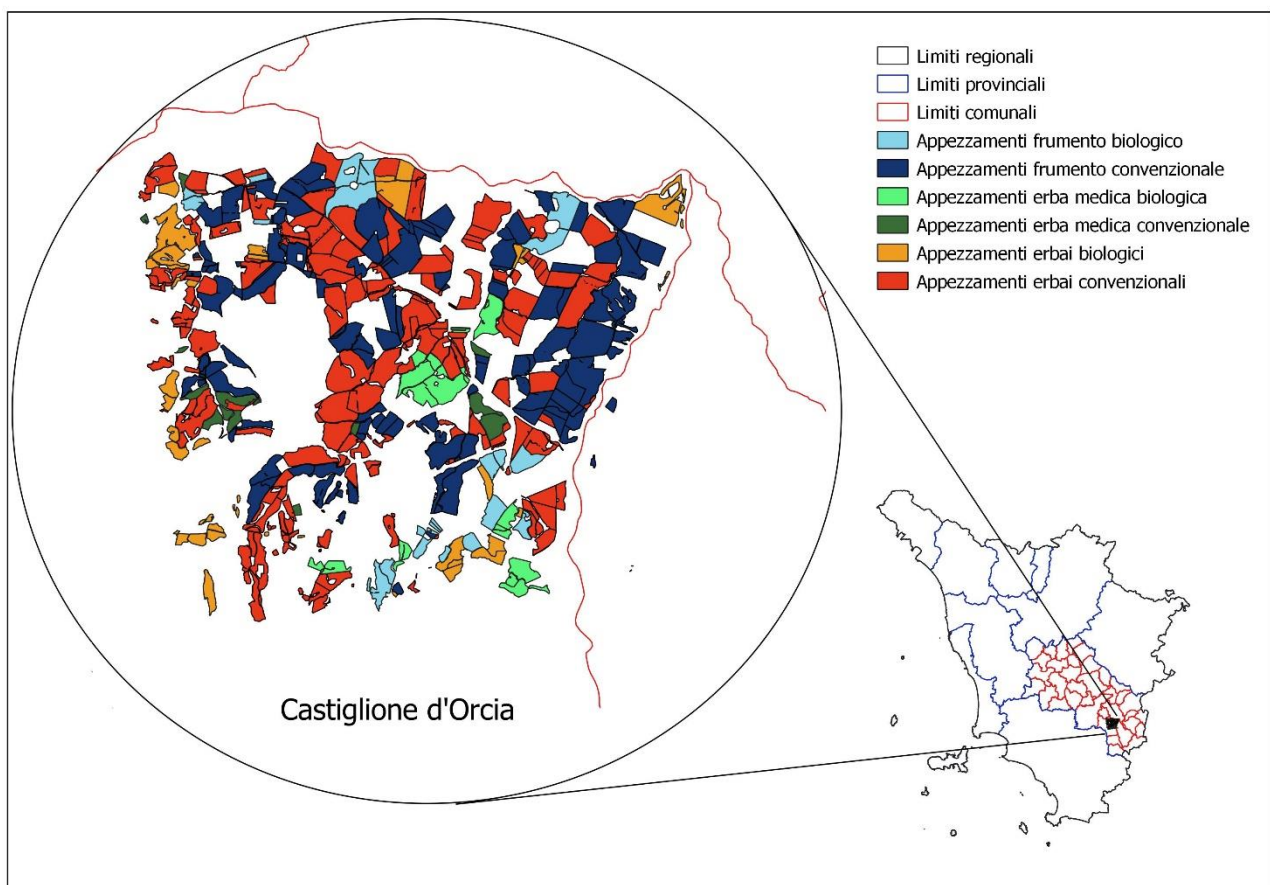 Limiti regionali
Limiti provinciali
Limiti comunali
Appezzamenti frumento biologico
Appezzamenti frumento convenzionale
Appezzamenti erba medica biologica
Appezzamenti erba medica convenzionale
Appezzamenti erbai biologici
Appezzamenti erbai convenzionali
Castiglione d'Orcia